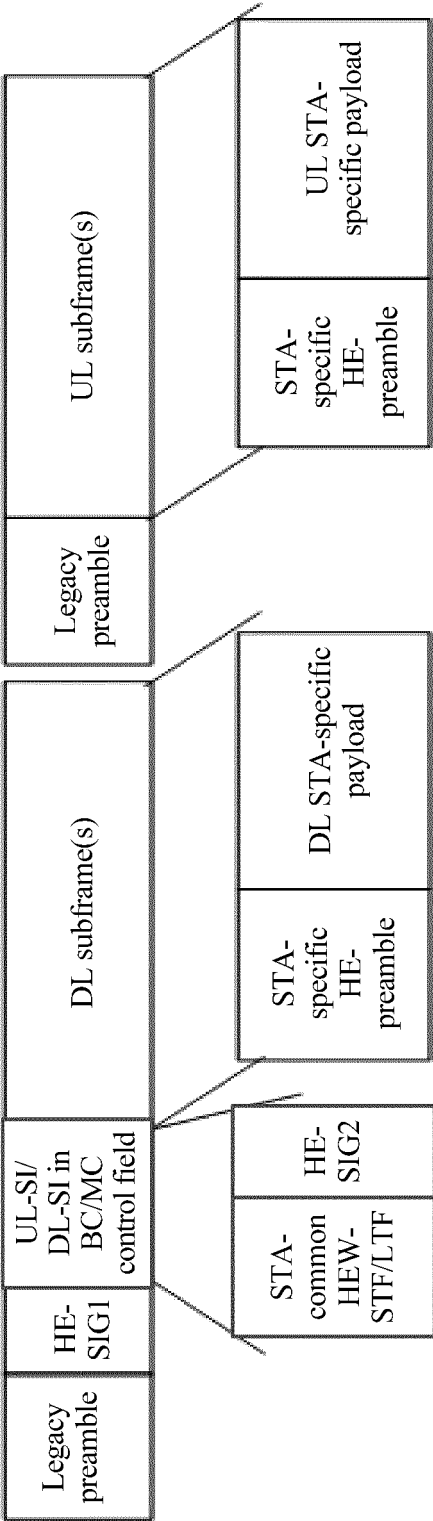 Legacy
preamble
HE-
SIG1
UL-SI/
DL-SI in
BC/MC
control field
DL subframe(s)
Legacy
preamble
UL subframe(s)
STA-
common
HEW-
STF/LTF
HE-
SIG2
STA-
specific
HE-
preamble
DL STA-specific
payload
STA-
specific
HE-
preamble
UL STA-
specific payload